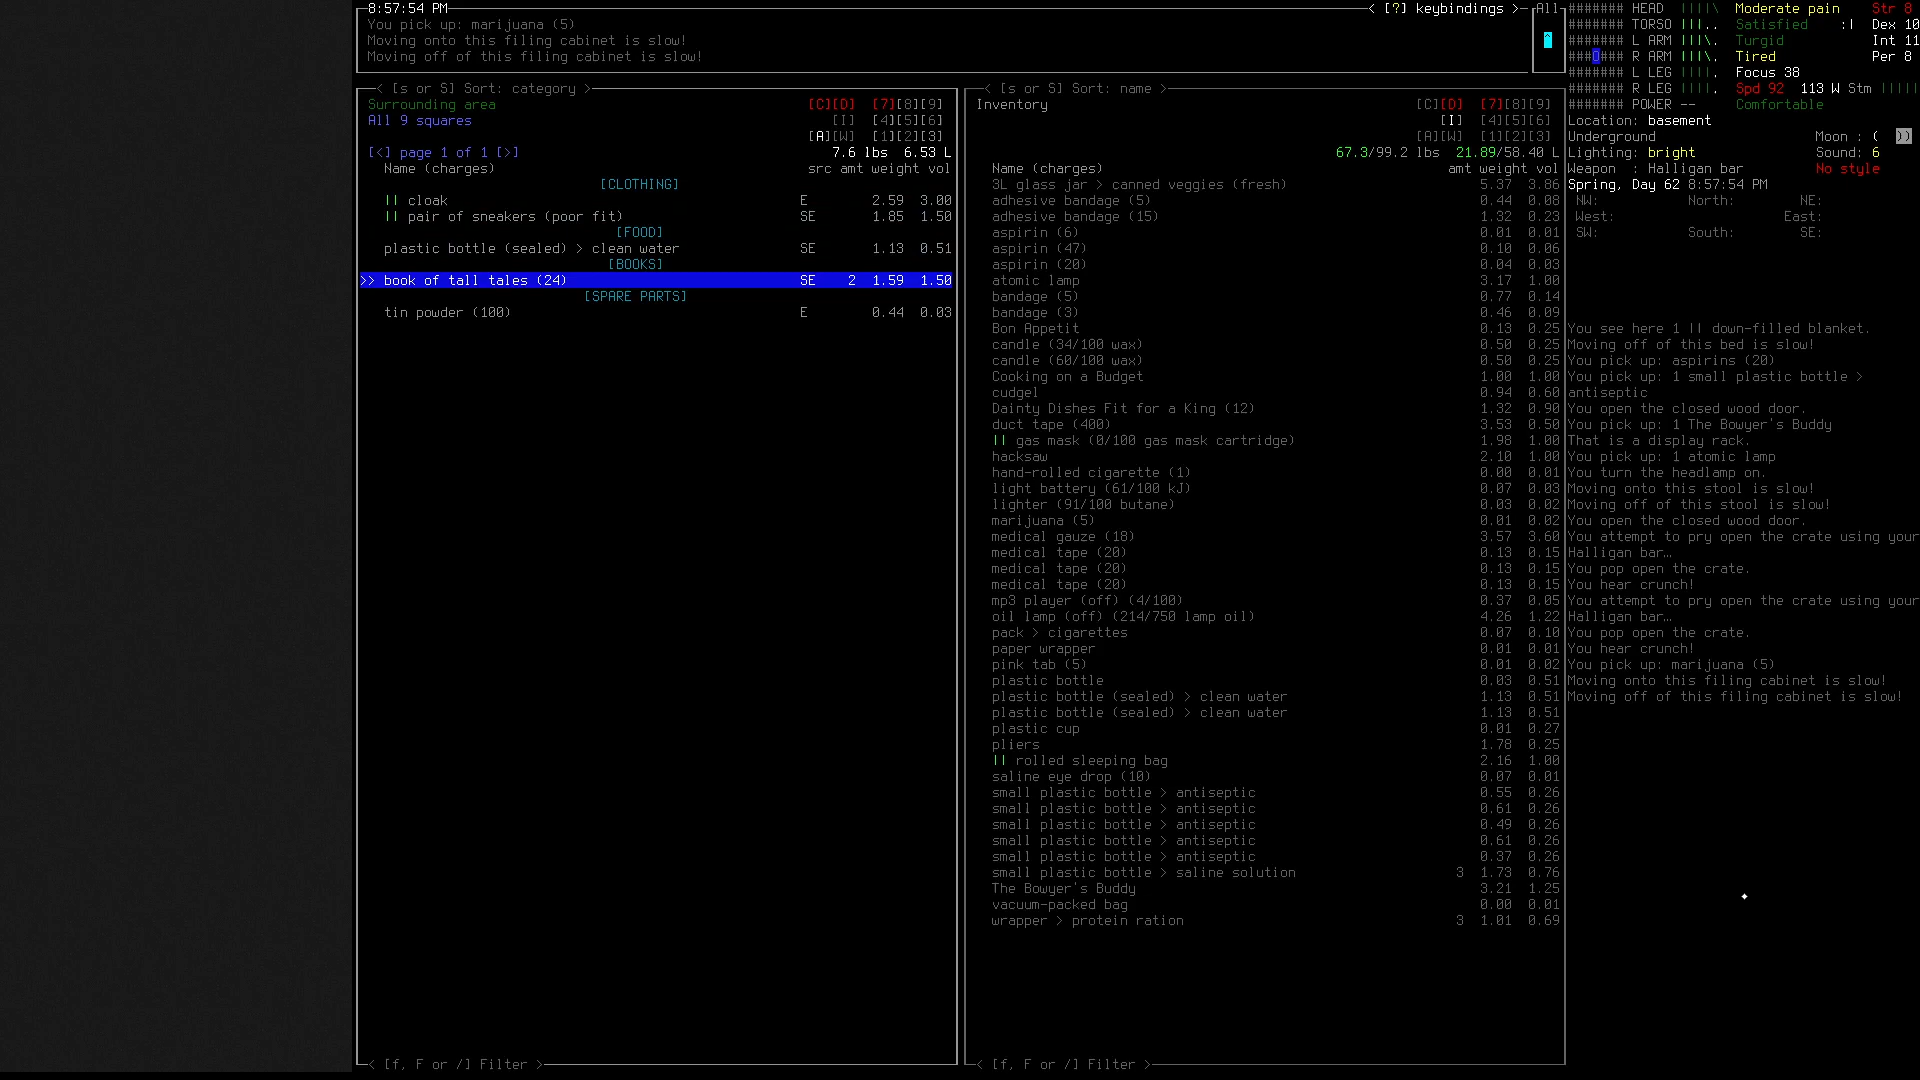 8:57:54 PM < [?] keybindings > All
You pick up: marijuana (5)
Moving onto this filing cabinet is slow!
Moving off of this filing cabinet is slow!
< [s or S] Sort: category >
Surrounding area [C][D] [7][8][9]
All 9 squares [I] [4][5][6]
[A][W] [1][2][3]
[<] page 1 of 1 [>] 7.6 lbs 6.53 L
Name (charges) src amt weight vol
[CLOTHING]
|| cloak E 2.59 3.00
|| pair of sneakers (poor fit) SE 1.85 1.50
[FOOD]
plastic bottle (sealed) > clean water SE 1.13 0.51
[BOOKS]
>> book of tall tales (24) SE 2 1.59 1.50
[SPARE PARTS]
tin powder (100) E 0.44 0.03
< [f, F or /] Filter >
< [s or S] Sort: name >
Inventory [C][D] [7][8][9]
[I] [4][5][6]
[A][W] [1][2][3]
67.3/99.2 lbs 21.89/58.40 L
Name (charges) amt weight vol
3L glass jar > canned veggies (fresh) 5.37 3.86
adhesive bandage (5) 0.44 0.08
adhesive bandage (15) 1.32 0.23
aspirin (6) 0.01 0.01
aspirin (47) 0.10 0.06
aspirin (20) 0.04 0.03
atomic lamp 3.17 1.00
bandage (5) 0.77 0.14
bandage (3) 0.46 0.09
Bon Appetit 0.13 0.25
candle (34/100 wax) 0.50 0.25
candle (60/100 wax) 0.50 0.25
Cooking on a Budget 1.00 1.00
cudgel 0.94 0.60
Dainty Dishes Fit for a King (12) 1.32 0.90
duct tape (400) 3.53 0.50
|| gas mask (0/100 gas mask cartridge) 1.98 1.00
hacksaw 2.10 1.00
hand-rolled cigarette (1) 0.00 0.01
light battery (61/100 kJ) 0.07 0.03
lighter (91/100 butane) 0.03 0.02
marijuana (5) 0.01 0.02
medical gauze (18) 3.57 3.60
medical tape (20) 0.13 0.15
medical tape (20) 0.13 0.15
medical tape (20) 0.13 0.15
mp3 player (off) (4/100) 0.37 0.05
oil lamp (off) (214/750 lamp oil) 4.26 1.22
pack > cigarettes 0.07 0.10
paper wrapper 0.01 0.01
pink tab (5) 0.01 0.02
plastic bottle 0.03 0.51
plastic bottle (sealed) > clean water 1.13 0.51
plastic bottle (sealed) > clean water 1.13 0.51
plastic cup 0.01 0.27
pliers 1.78 0.25
|| rolled sleeping bag 2.16 1.00
saline eye drop (10) 0.07 0.01
small plastic bottle > antiseptic 0.55 0.26
small plastic bottle > antiseptic 0.61 0.26
small plastic bottle > antiseptic 0.49 0.26
small plastic bottle > antiseptic 0.61 0.26
small plastic bottle > antiseptic 0.37 0.26
small plastic bottle > saline solution 3 1.73 0.76
The Bowyer's Buddy 3.21 1.25
vacuum-packed bag 0.00 0.01
wrapper > protein ration 3 1.01 0.69
< [f, F or /] Filter >
####### HEAD ||||\ Moderate pain Str 8
####### TORSO |||.. Satisfied :| Dex 10
####### L ARM |||\. Turgid Int 11
###@### R ARM |||\. Tired Per 8
####### L LEG ||||. Focus 38
####### R LEG ||||. Spd 92 113 W Stm |||||
####### POWER -- Comfortable
Location: basement
Underground Moon : ( ))
Lighting: bright Sound: 6
Weapon : Halligan bar No style
Spring, Day 62 8:57:54 PM
NW: North: NE:
West: East:
SW: South: SE:
You see here 1 || down-filled blanket.
Moving off of this bed is slow!
You pick up: aspirins (20)
You pick up: 1 small plastic bottle >
antiseptic
You open the closed wood door.
You pick up: 1 The Bowyer's Buddy
That is a display rack.
You pick up: 1 atomic lamp
You turn the headlamp on.
Moving onto this stool is slow!
Moving off of this stool is slow!
You open the closed wood door.
You attempt to pry open the crate using your
Halligan bar…
You pop open the crate.
You hear crunch!
You attempt to pry open the crate using your
Halligan bar…
You pop open the crate.
You hear crunch!
You pick up: marijuana (5)
Moving onto this filing cabinet is slow!
Moving off of this filing cabinet is slow!